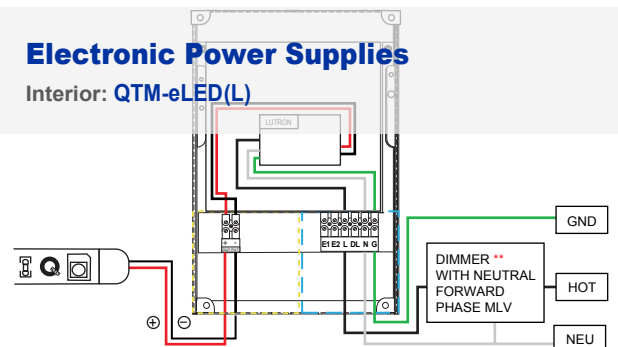 Electronic Power Supplies
Interior: QTM-eLED(L)
LUTRON
E1 E2 L DL N G
+ -
GND
Q
DIMMER **
WITH NEUTRAL
FORWARD
PHASE MLV
HOT
+ -
NEU